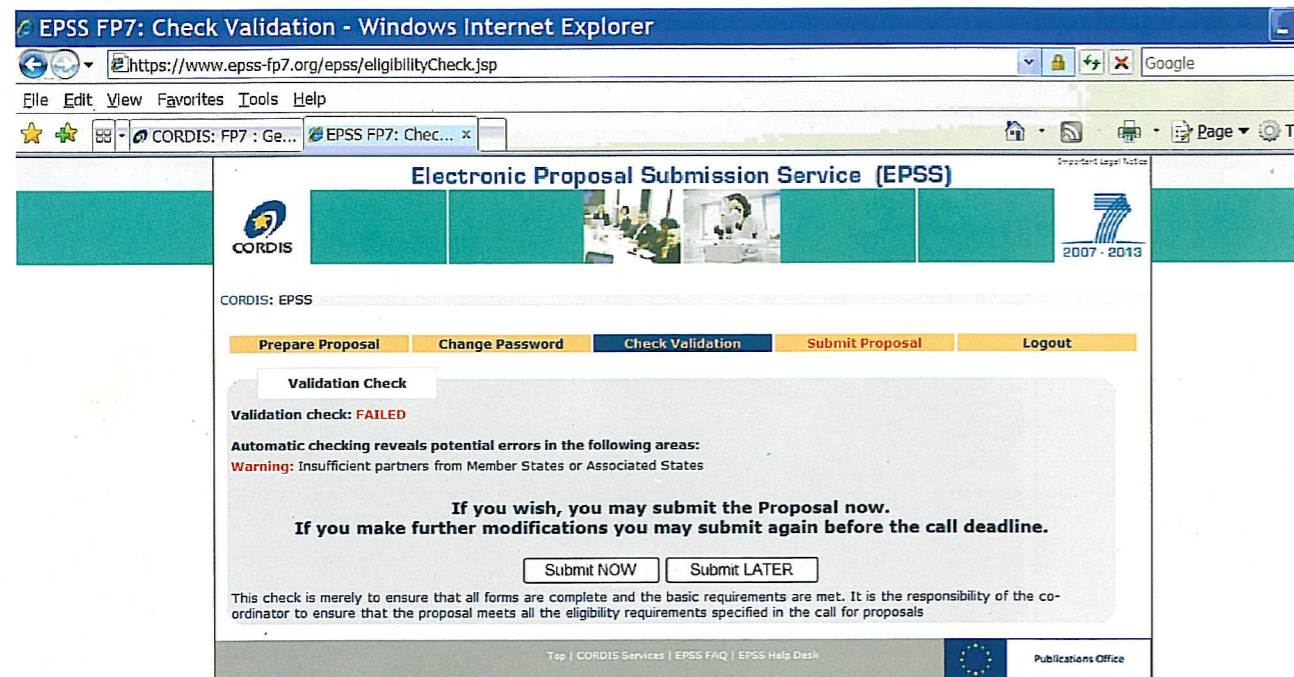 EPSS FP7: Check Validation - Windows Internet Explorer
https://www.epss-fp7.org/epss/eligibilityCheck.jsp
Google
File Edit View Favorites Tools Help
CORDIS: FP7 : Ge...
EPSS FP7: Chec... x
Page
T
Important Legal Notice
Electronic Proposal Submission Service (EPSS)
CORDIS
7
2007 - 2013
CORDIS: EPSS
Prepare Proposal Change Password Check Validation Submit Proposal Logout
Validation Check
Validation check: FAILED
Automatic checking reveals potential errors in the following areas:
Warning: Insufficient partners from Member States or Associated States
If you wish, you may submit the Proposal now.
If you make further modifications you may submit again before the call deadline.
Submit NOW Submit LATER
This check is merely to ensure that all forms are complete and the basic requirements are met. It is the responsibility of the co-
ordinator to ensure that the proposal meets all the eligibility requirements specified in the call for proposals
Top | CORDIS Services | EPSS FAQ | EPSS Help Desk
Publications Office